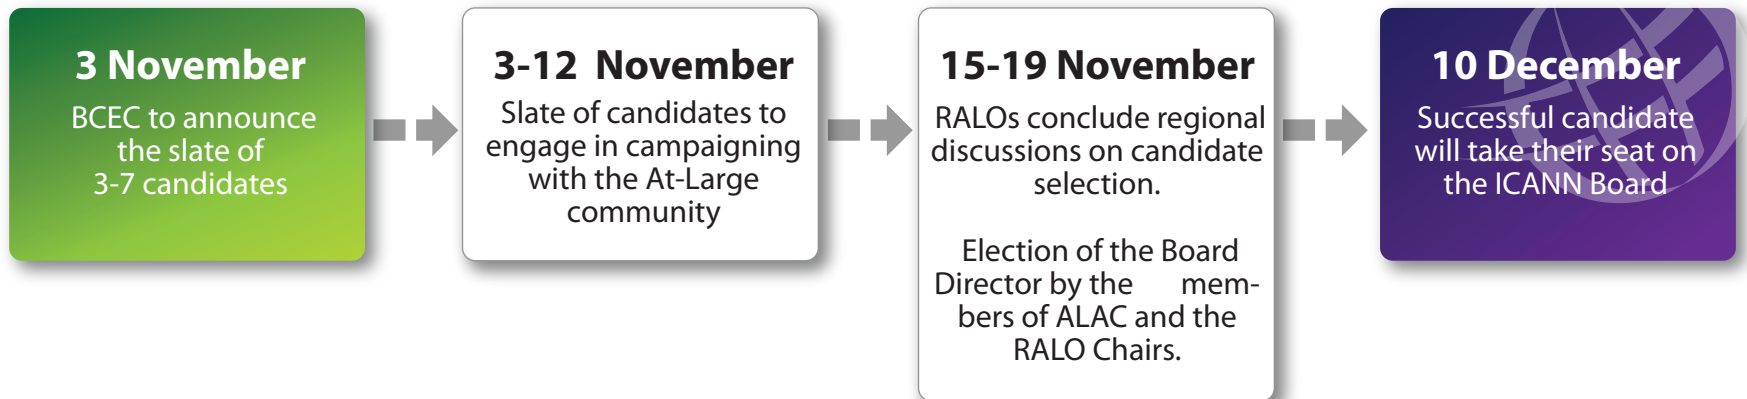 3 November
BCEC to announce
the slate of
3-7 candidates
3-12 November
Slate of candidates to
engage in campaigning
with the At-Large
community
15-19 November
RALOs conclude regional
discussions on candidate
selection.
Election of the Board
Director by the mem-
bers of ALAC and the
RALO Chairs.
10 December
Successful candidate
will take their seat on
the ICANN Board